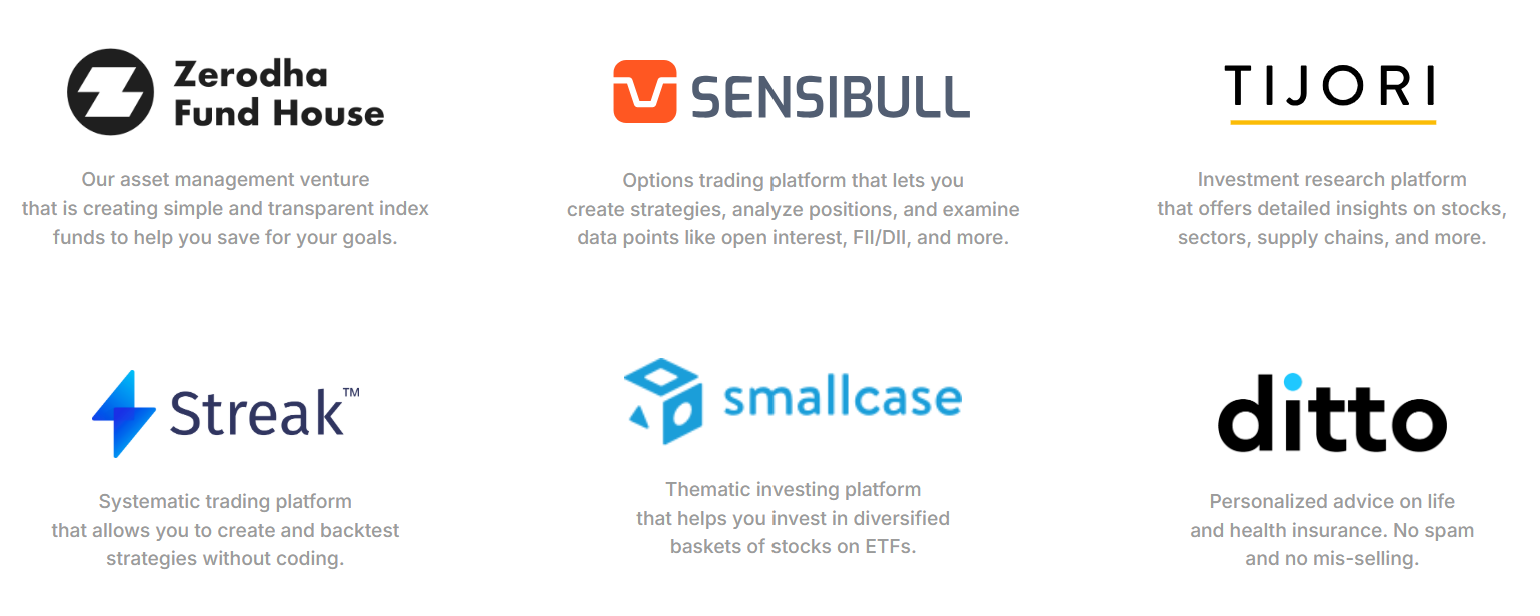 Zerodha
Fund House
Our asset management venture
that is creating simple and transparent index
funds to help you save for your goals.
SENSIBULL
Options trading platform that lets you
create strategies, analyze positions, and examine
data points like open interest, FII/DII, and more.
TIJORI
Investment research platform
that offers detailed insights on stocks,
sectors, supply chains, and more.
Streak™
Systematic trading platform
that allows you to create and backtest
strategies without coding.
smallcase
Thematic investing platform
that helps you invest in diversified
baskets of stocks on ETFs.
ditto
Personalized advice on life
and health insurance. No spam
and no mis-selling.